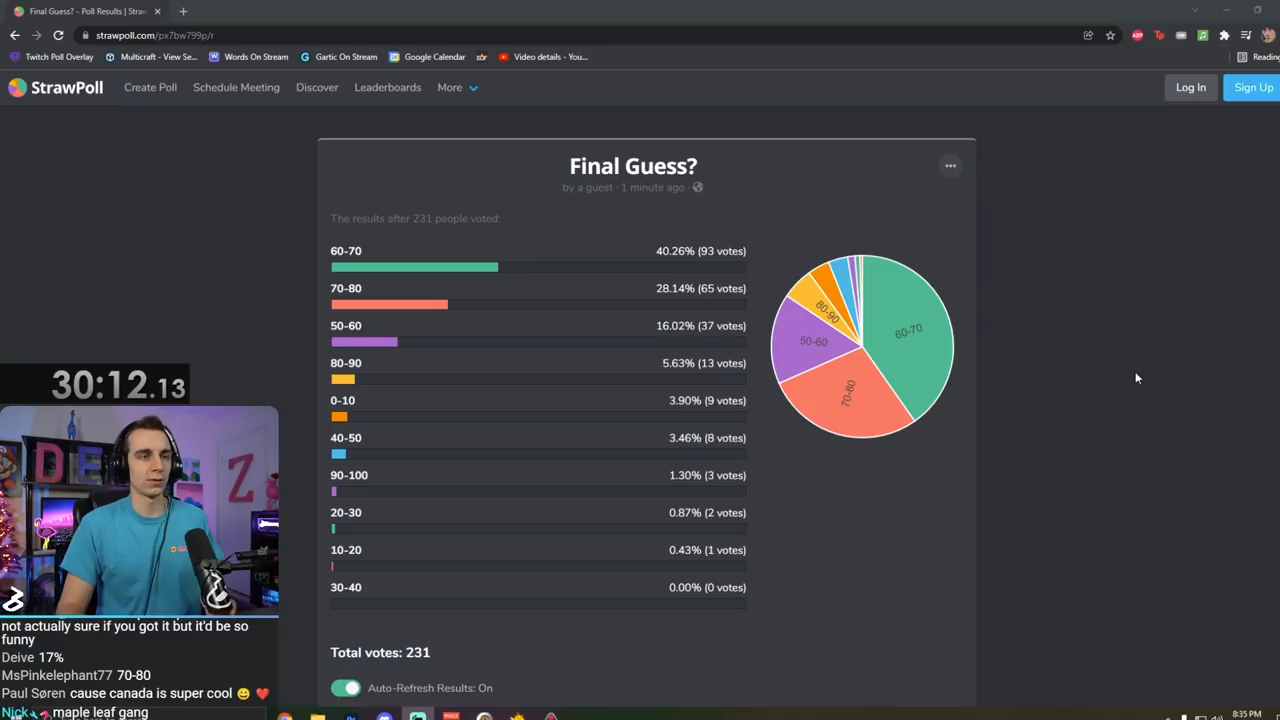 Final Guess? - Poll Results | Straw
strawpoll.com/px7bw799p/r
Twitch Poll Overlay
Multicraft - View Se...
Words On Stream
Gartic On Stream
Google Calendar
Video details - You...
Reading
StrawPoll
Create Poll
Schedule Meeting
Discover
Leaderboards
More
Log In
Sign Up
Final Guess?
by a guest · 1 minute ago ·
The results after 231 people voted:
60-70 40.26% (93 votes)
70-80 28.14% (65 votes)
50-60 16.02% (37 votes)
80-90 5.63% (13 votes)
0-10 3.90% (9 votes)
40-50 3.46% (8 votes)
90-100 1.30% (3 votes)
20-30 0.87% (2 votes)
10-20 0.43% (1 votes)
30-40 0.00% (0 votes)
Total votes: 231
Auto-Refresh Results: On
80-90
60-70
50-60
70-80
30:12.13
D E
Z
not actually sure if you got it but it'd be so
funny
Deive 17%
MsPinkelephant77 70-80
Paul Søren cause canada is super cool 😀 ❤️
Nick maple leaf gang
8:35 PM